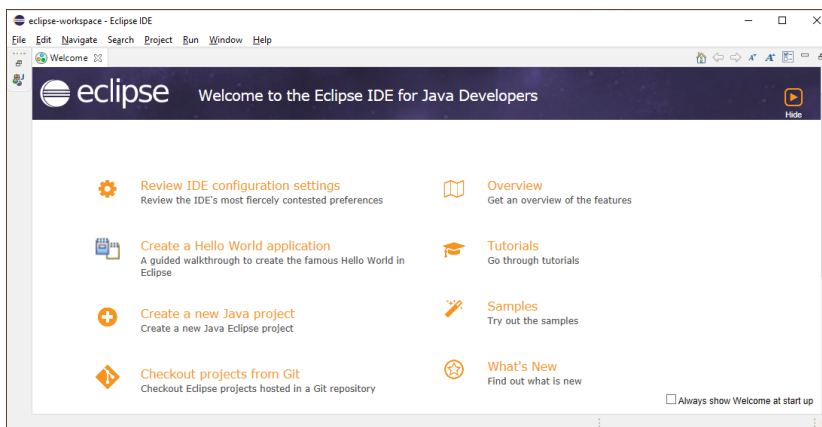 eclipse-workspace - Eclipse IDE
File Edit Navigate Search Project Run Window Help
Welcome
eclipse Welcome to the Eclipse IDE for Java Developers
Hide
Review IDE configuration settings
Review the IDE's most fiercely contested preferences
Overview
Get an overview of the features
Create a Hello World application
A guided walkthrough to create the famous Hello World in
Eclipse
Tutorials
Go through tutorials
Create a new Java project
Create a new Java Eclipse project
Samples
Try out the samples
Checkout projects from Git
Checkout Eclipse projects hosted in a Git repository
What's New
Find out what is new
Always show Welcome at start up